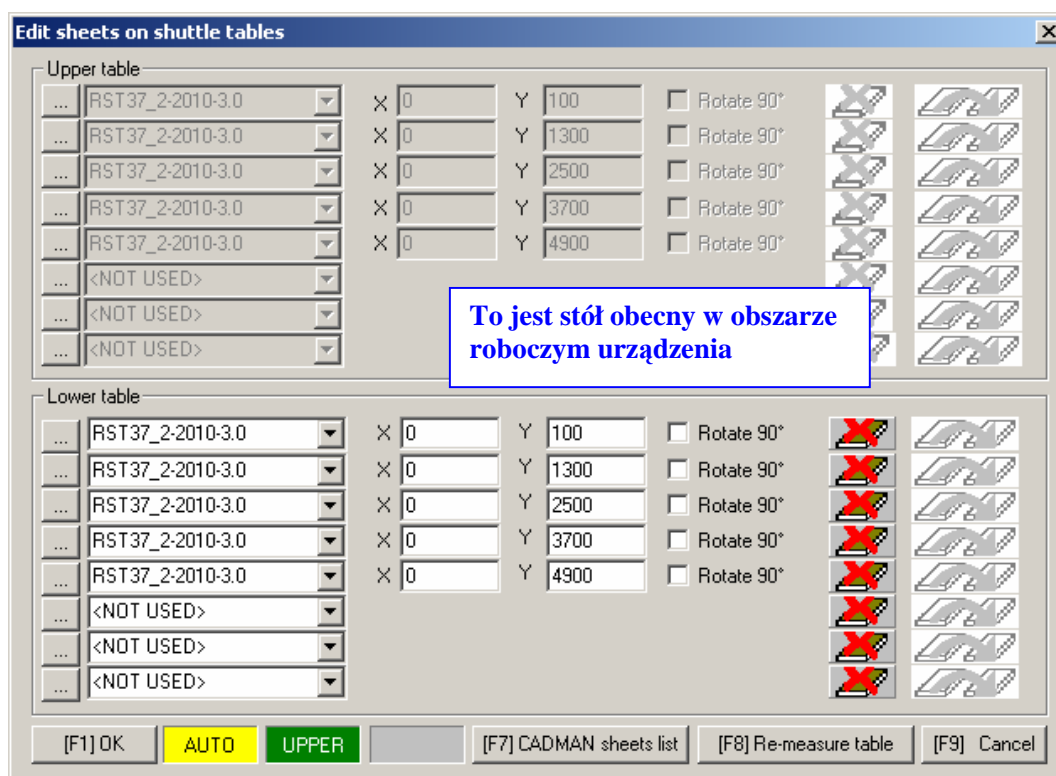 Edit sheets on shuttle tables
Upper table
... RST37_2-2010-3.0 X 0 Y 100 Rotate 90°
... RST37_2-2010-3.0 X 0 Y 1300 Rotate 90°
... RST37_2-2010-3.0 X 0 Y 2500 Rotate 90°
... RST37_2-2010-3.0 X 0 Y 3700 Rotate 90°
... RST37_2-2010-3.0 X 0 Y 4900 Rotate 90°
... <NOT USED>
... <NOT USED>
... <NOT USED>
To jest stół obecny w obszarze
roboczym urządzenia
Lower table
... RST37_2-2010-3.0 X 0 Y 100 Rotate 90°
... RST37_2-2010-3.0 X 0 Y 1300 Rotate 90°
... RST37_2-2010-3.0 X 0 Y 2500 Rotate 90°
... RST37_2-2010-3.0 X 0 Y 3700 Rotate 90°
... RST37_2-2010-3.0 X 0 Y 4900 Rotate 90°
... <NOT USED>
... <NOT USED>
... <NOT USED>
[F1] OK AUTO UPPER [F7] CADMAN sheets list [F8] Re-measure table [F9] Cancel